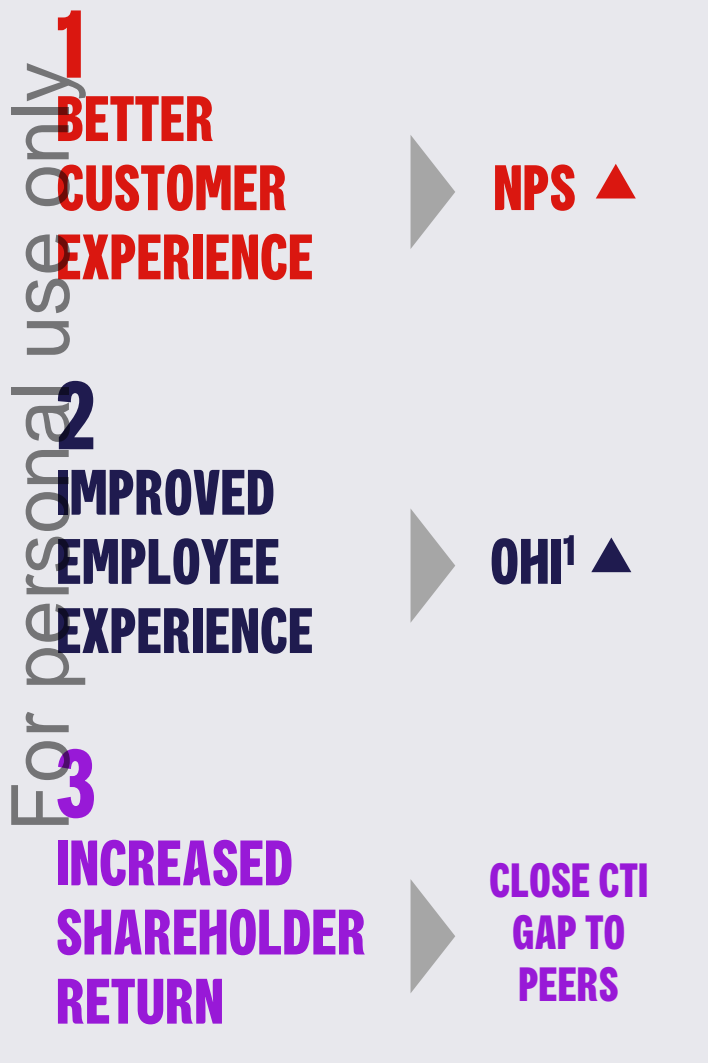 For personal use only
1
BETTER
CUSTOMER
EXPERIENCE
NPS
2
IMPROVED
EMPLOYEE
EXPERIENCE
OHI¹
3
INCREASED
SHAREHOLDER
RETURN
CLOSE CTI
GAP TO
PEERS